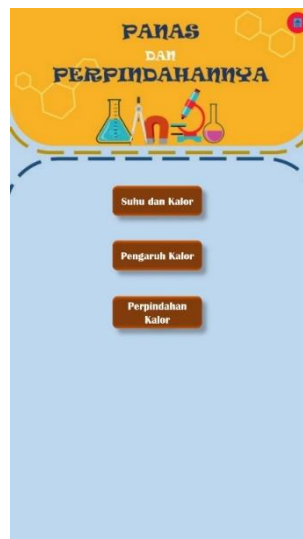 PANAS
DAN
PERPINDAHANNYA
Suhu dan Kalor
Pengaruh Kalor
Perpindahan
Kalor